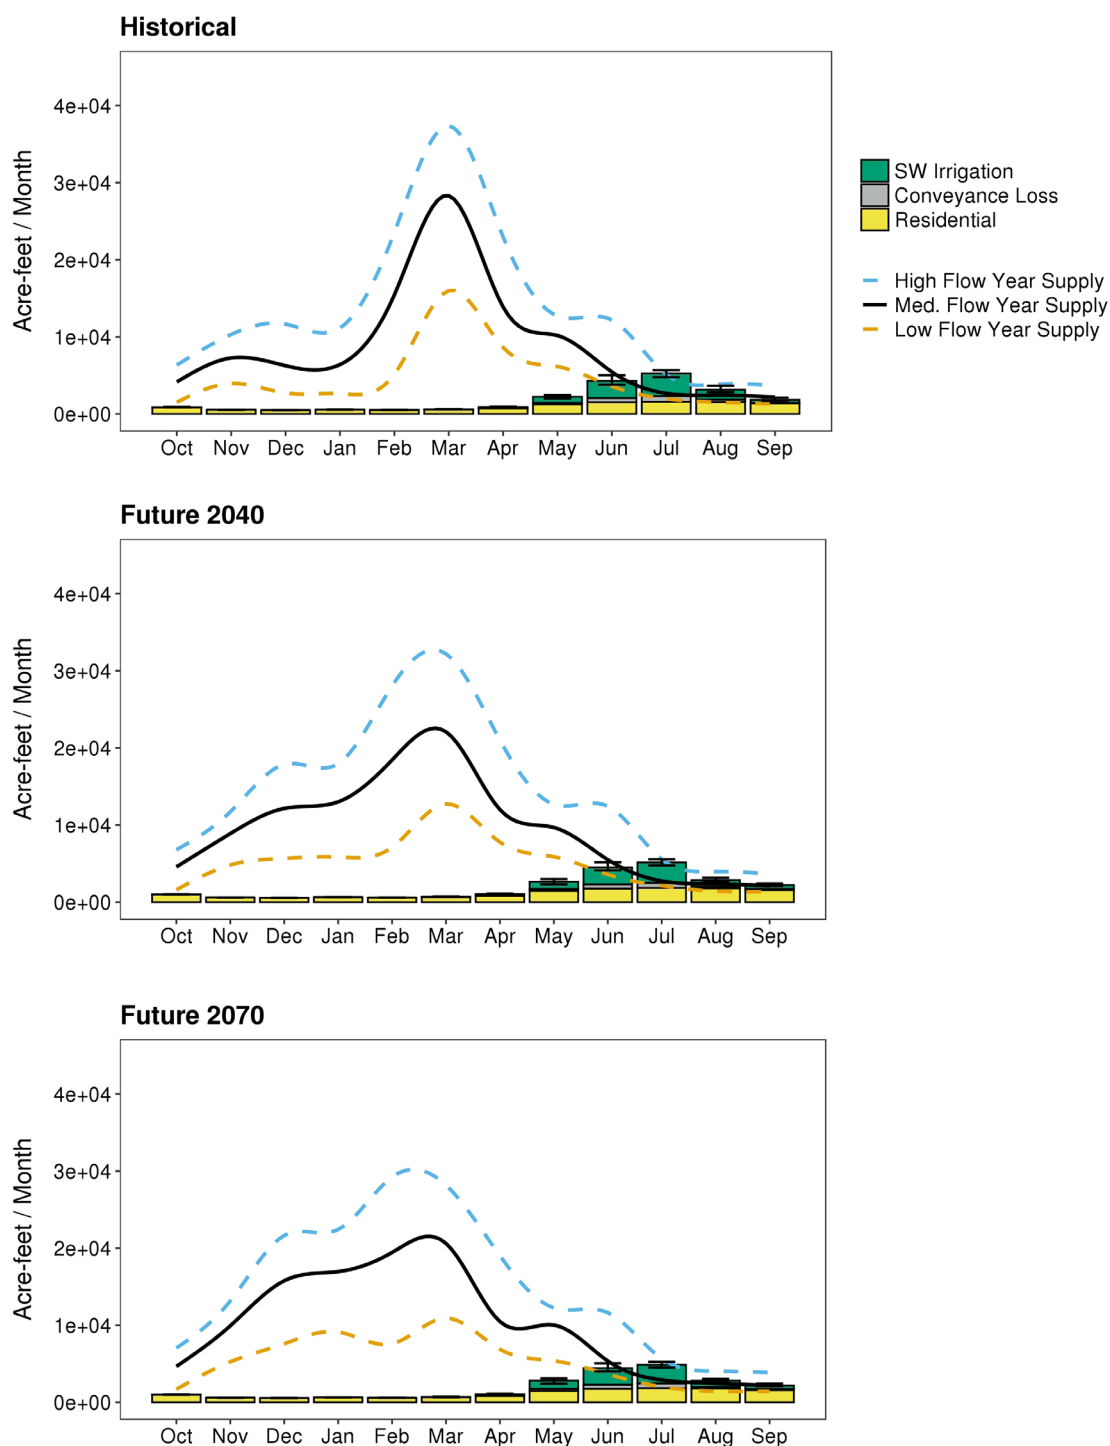 Historical
Acre-feet / Month
4e+04
3e+04
2e+04
1e+04
0e+00
Oct Nov Dec Jan Feb Mar Apr May Jun Jul Aug Sep
SW Irrigation
Conveyance Loss
Residential
High Flow Year Supply
Med. Flow Year Supply
Low Flow Year Supply
Future 2040
Acre-feet / Month
4e+04
3e+04
2e+04
1e+04
0e+00
Oct Nov Dec Jan Feb Mar Apr May Jun Jul Aug Sep
Future 2070
Acre-feet / Month
4e+04
3e+04
2e+04
1e+04
0e+00
Oct Nov Dec Jan Feb Mar Apr May Jun Jul Aug Sep